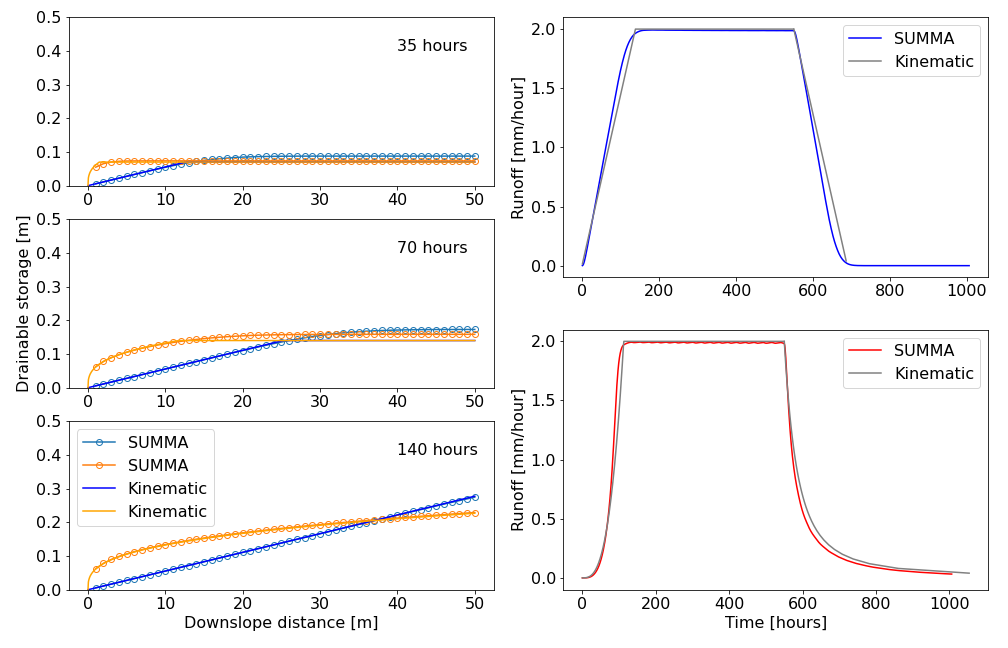 0.5
0.4
0.3
0.2
0.1
0.0
35 hours
0 10 20 30 40 50
0.5
0.4
0.3
0.2
0.1
0.0
70 hours
0 10 20 30 40 50
Drainable storage [m]
0.5
0.4
0.3
0.2
0.1
0.0
140 hours
SUMMA
SUMMA
Kinematic
Kinematic
0 10 20 30 40 50
Downslope distance [m]
Runoff [mm/hour]
2.0
1.5
1.0
0.5
0.0
SUMMA
Kinematic
0 200 400 600 800 1000
Runoff [mm/hour]
2.0
1.5
1.0
0.5
0.0
SUMMA
Kinematic
0 200 400 600 800 1000
Time [hours]